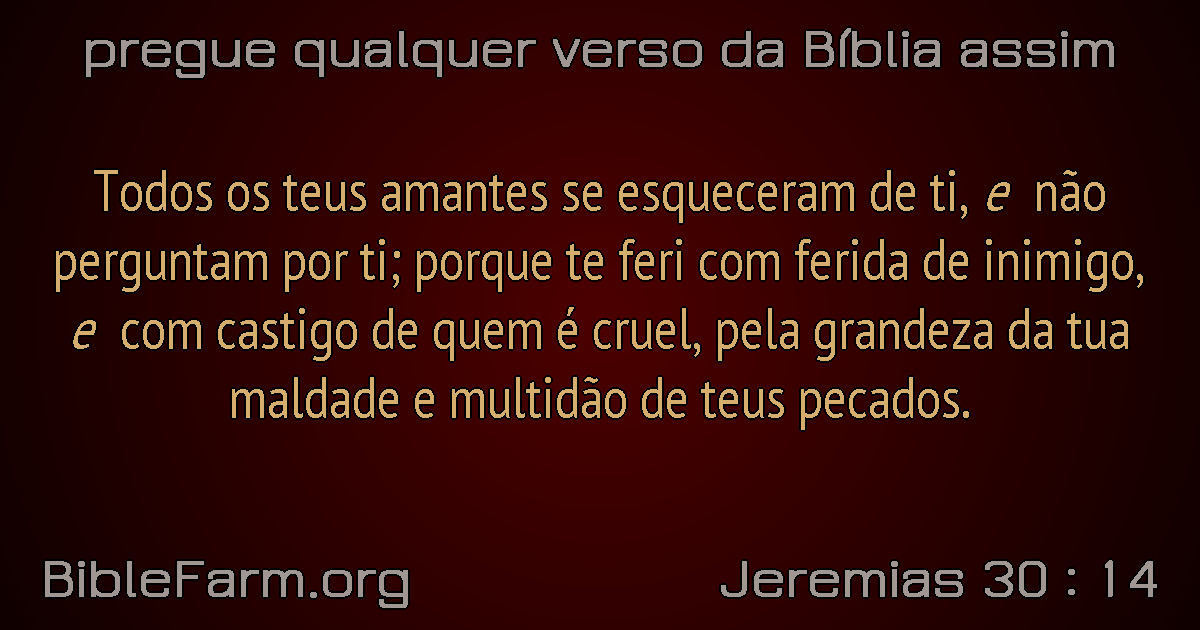 pregue qualquer verso da Bíblia assim
Todos os teus amantes se esqueceram de ti, e não
perguntam por ti; porque te feri com ferida de inimigo,
e com castigo de quem é cruel, pela grandeza da tua
maldade e multidão de teus pecados.
BibleFarm.org
Jeremias 30 : 14